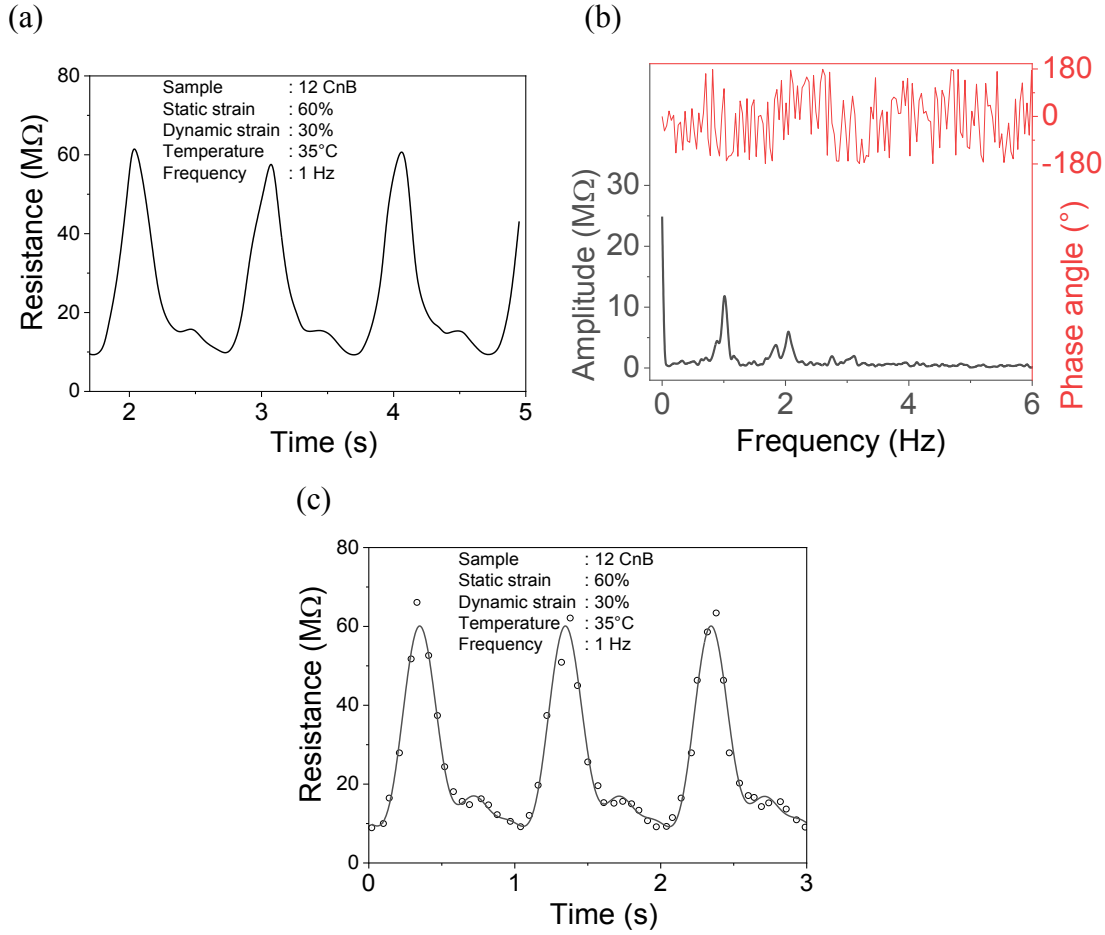 (a)
80
60
40
20
0
Resistance (MΩ)
Sample : 12 CnB
Static strain : 60%
Dynamic strain : 30%
Temperature : 35°C
Frequency : 1 Hz
2 3 4 5
Time (s)
(b)
180
0
-180
Phase angle (°)
30
20
10
0
Amplitude (MΩ)
0 2 4 6
Frequency (Hz)
(c)
80
60
40
20
0
Resistance (MΩ)
Sample : 12 CnB
Static strain : 60%
Dynamic strain : 30%
Temperature : 35°C
Frequency : 1 Hz
0 1 2 3
Time (s)